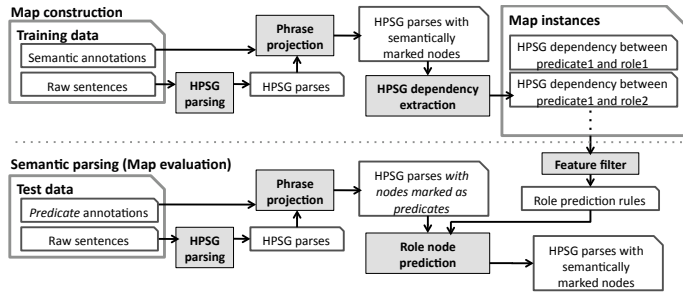 Map construction
Training data
Semantic annotations
Raw sentences
HPSG
parsing
HPSG parses
Phrase
projection
HPSG parses with
semantically
marked nodes
HPSG dependency
extraction
Map instances
HPSG dependency between
predicate1 and role1
HPSG dependency between
predicate1 and role2
Feature filter
Role prediction rules
Semantic parsing (Map evaluation)
Test data
Predicate annotations
Raw sentences
HPSG
parsing
HPSG parses
Phrase
projection
HPSG parses with
nodes marked as
predicates
Role node
prediction
HPSG parses with
semantically
marked nodes